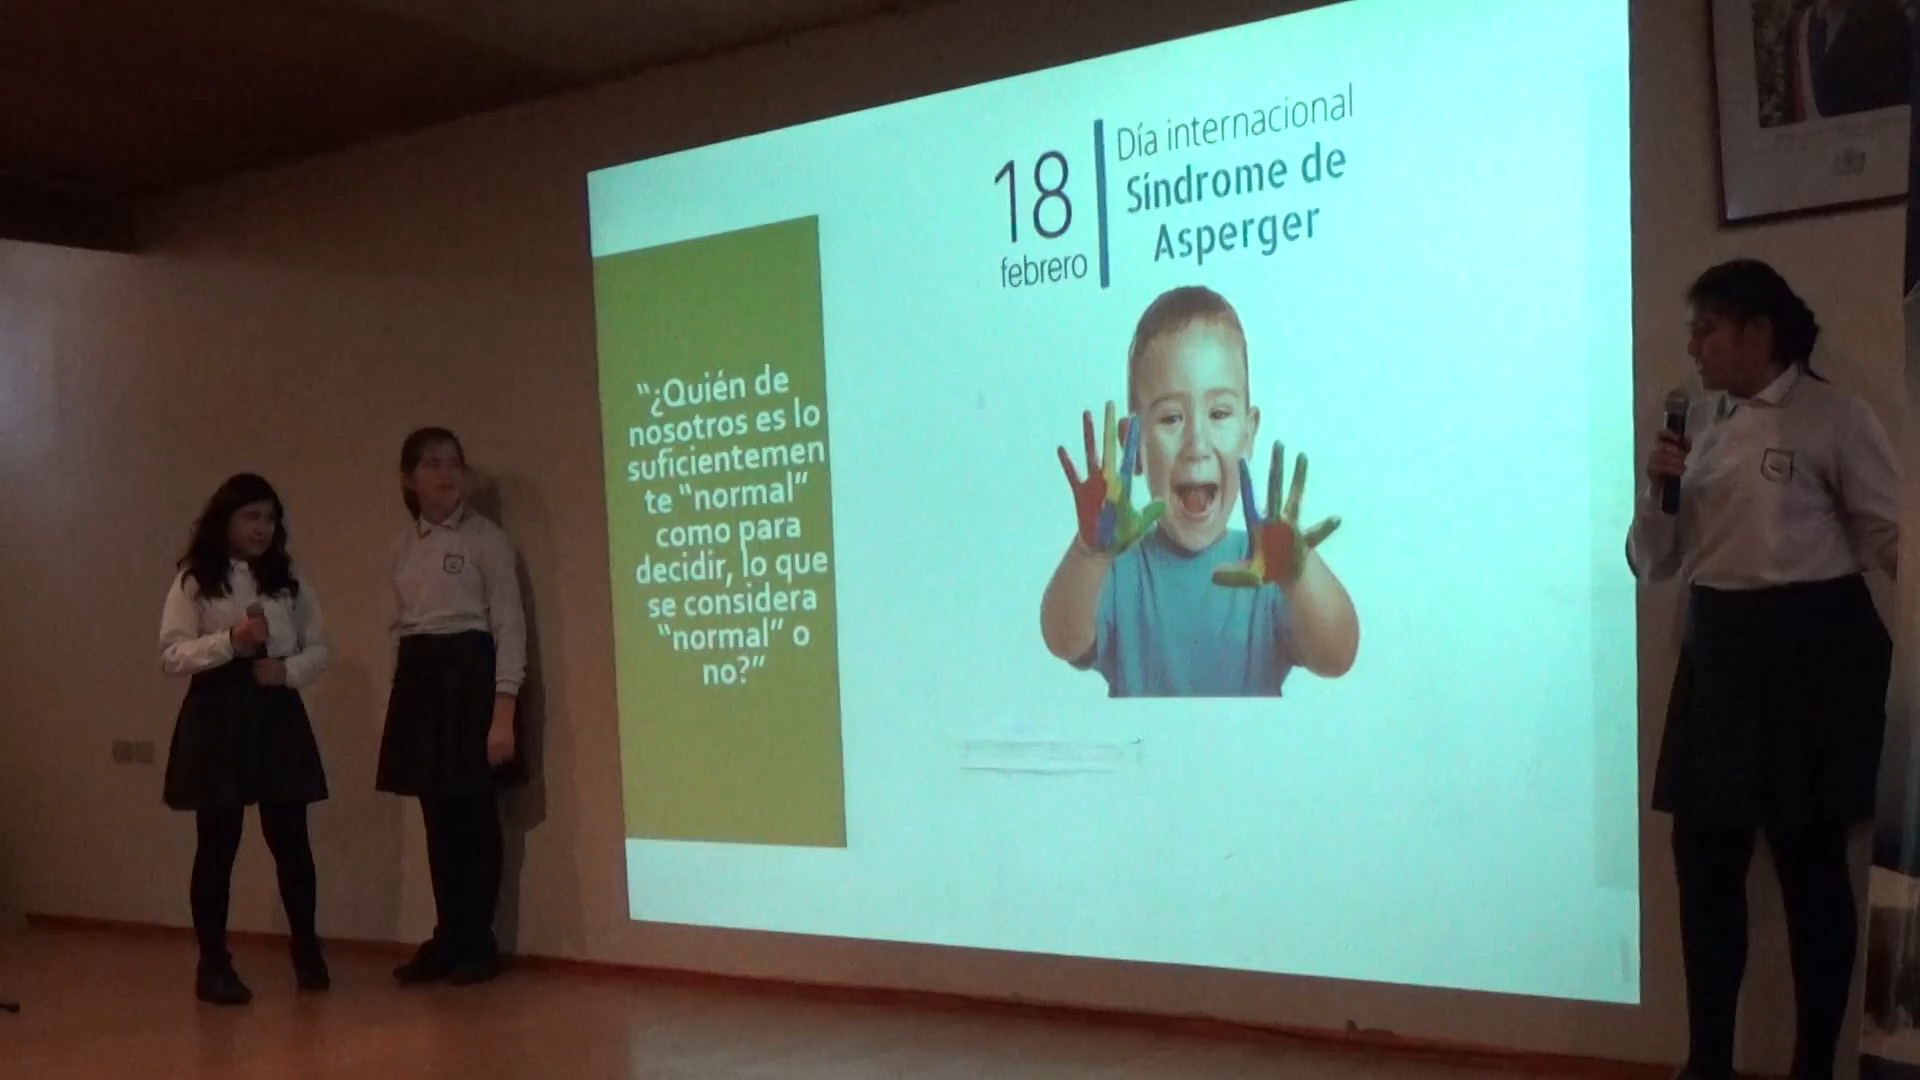 18
febrero
Día internacional
Síndrome de
Asperger
"¿Quién de
nosotros es lo
suficientemen
te "normal"
como para
decidir, lo que
se considera
"normal" o
no?"